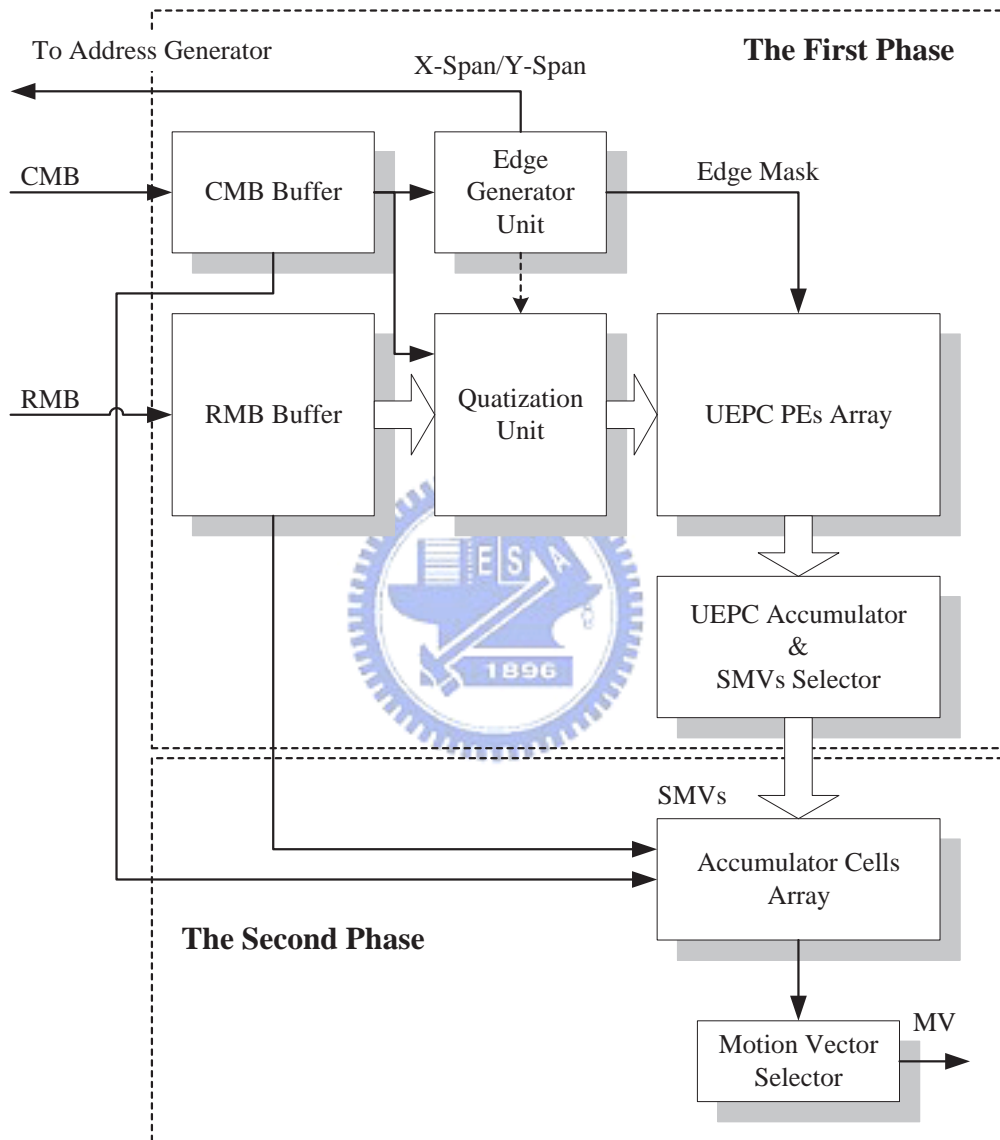 The First Phase
To Address Generator
X-Span/Y-Span
CMB
CMB Buffer
Edge
Generator
Unit
Edge Mask
RMB
RMB Buffer
Quatization
Unit
UEPC PEs Array
ESA
1896
UEPC Accumulator
&
SMVs Selector
SMVs
Accumulator Cells
Array
The Second Phase
Motion Vector
Selector
MV